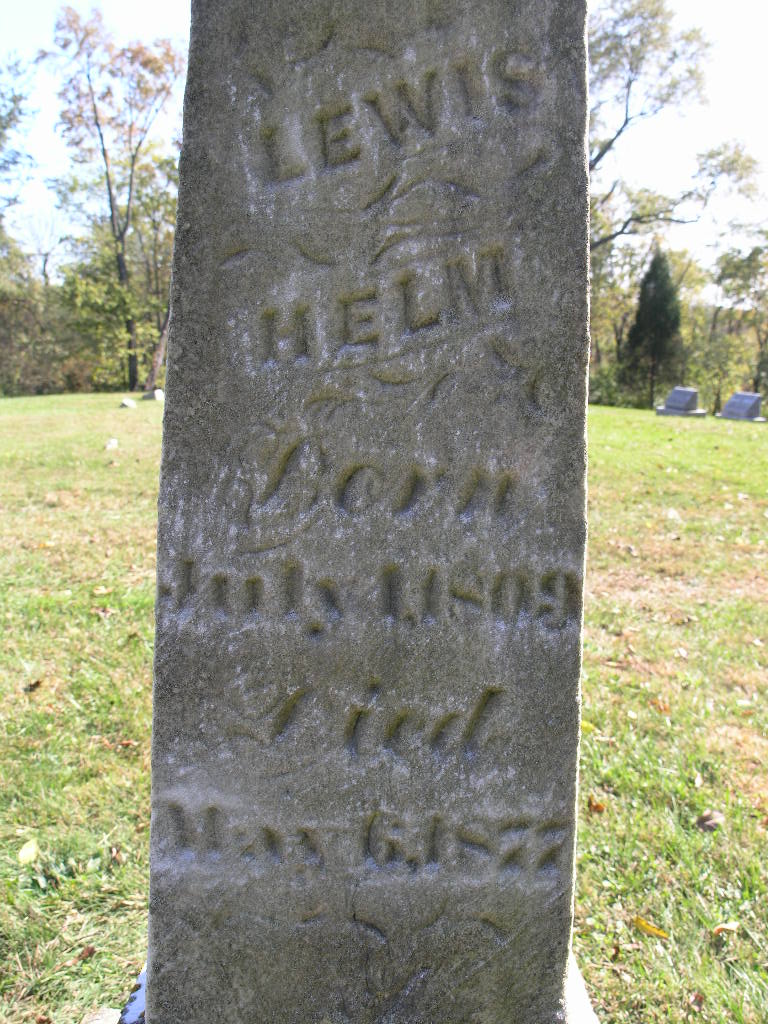 LEWIS
HELM
Born
July 1, 1809
Died
May 6, 1877